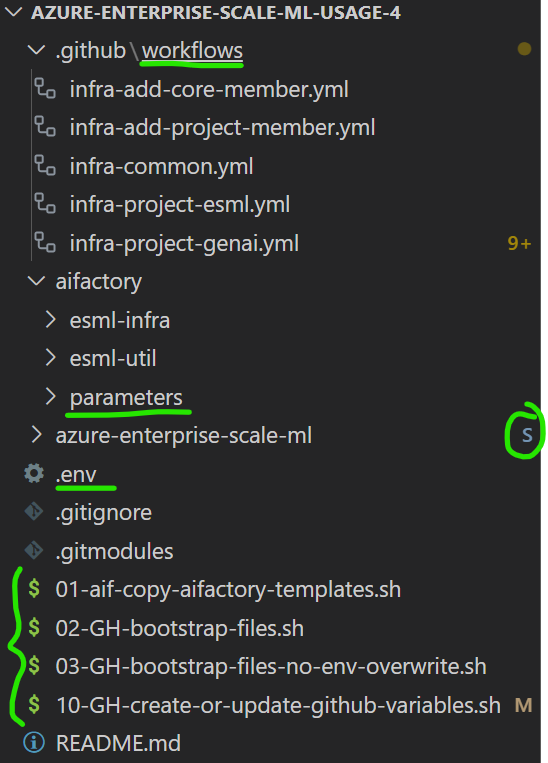 AZURE-ENTERPRISE-SCALE-ML-USAGE-4
.github\workflows
infra-add-core-member.yml
infra-add-project-member.yml
infra-common.yml
infra-project-esml.yml
infra-project-genai.yml 9+
aifactory
esml-infra
esml-util
parameters
azure-enterprise-scale-ml S
.env
.gitignore
.gitmodules
$ 01-aif-copy-aifactory-templates.sh
$ 02-GH-bootstrap-files.sh
$ 03-GH-bootstrap-files-no-env-overwrite.sh
$ 10-GH-create-or-update-github-variables.sh M
README.md